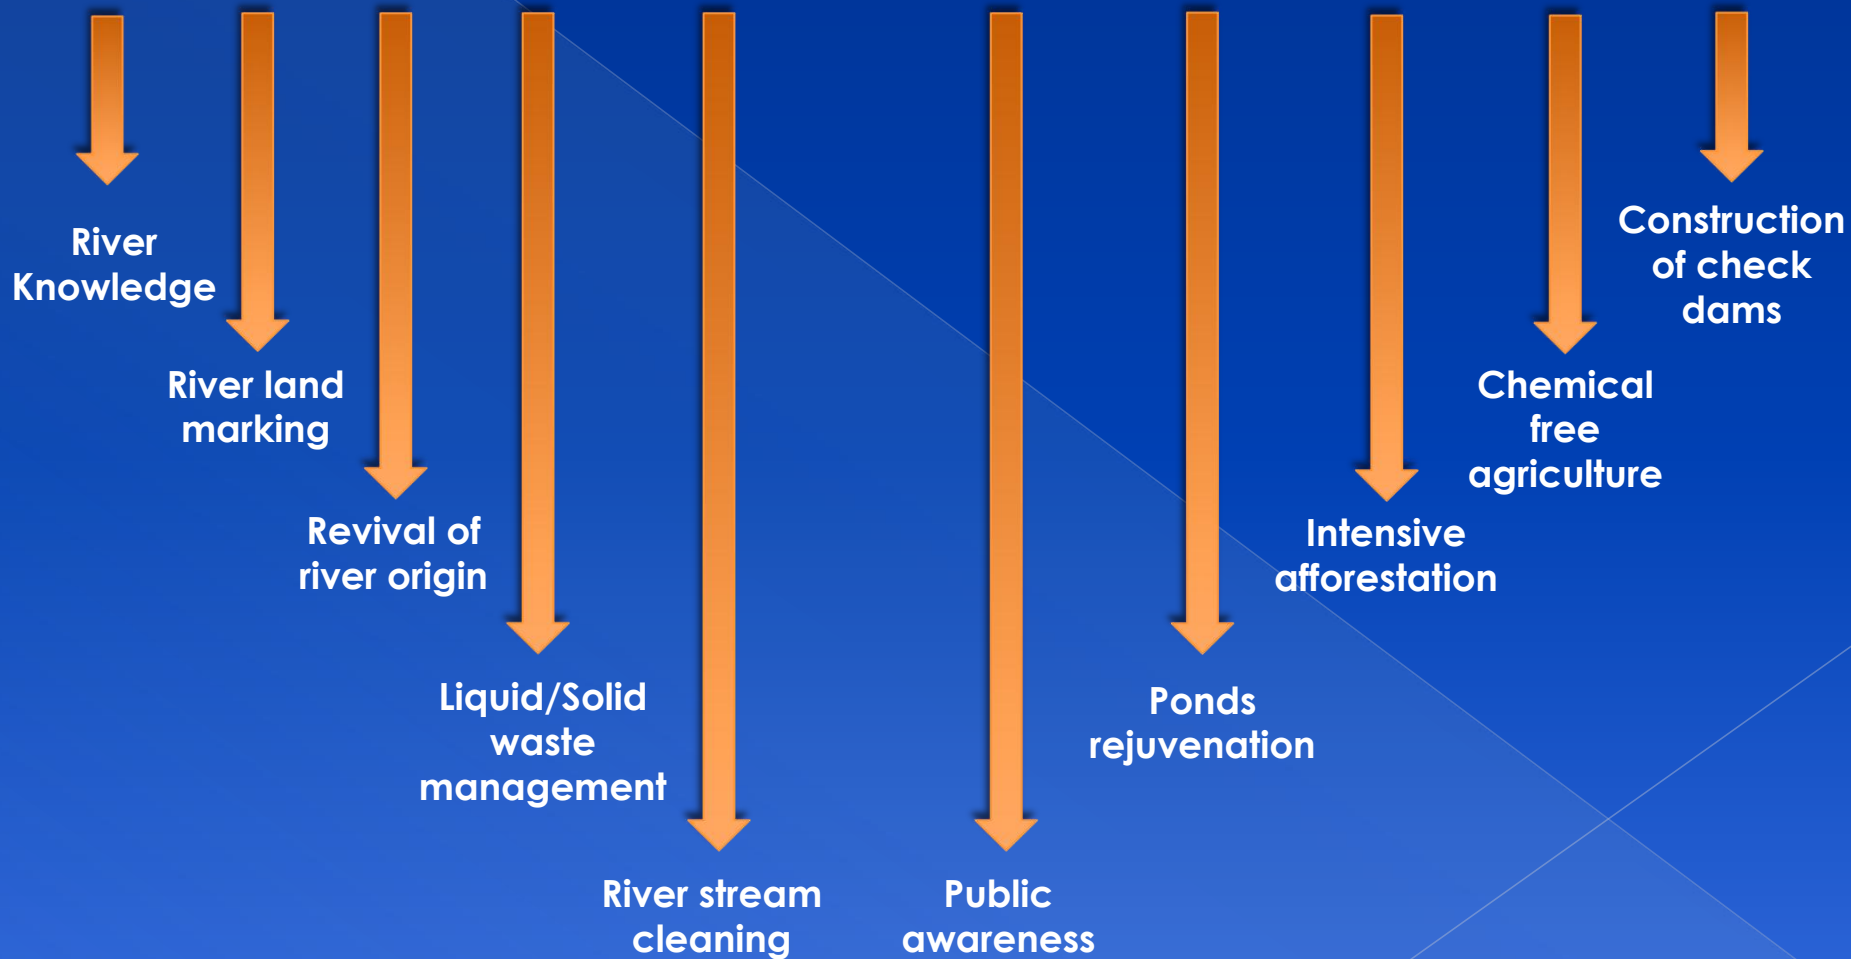 River
Knowledge
River land
marking
Revival of
river origin
Liquid/Solid
waste
management
River stream
cleaning
Public
awareness
Ponds
rejuvenation
Intensive
afforestation
Chemical
free
agriculture
Construction
of check
dams